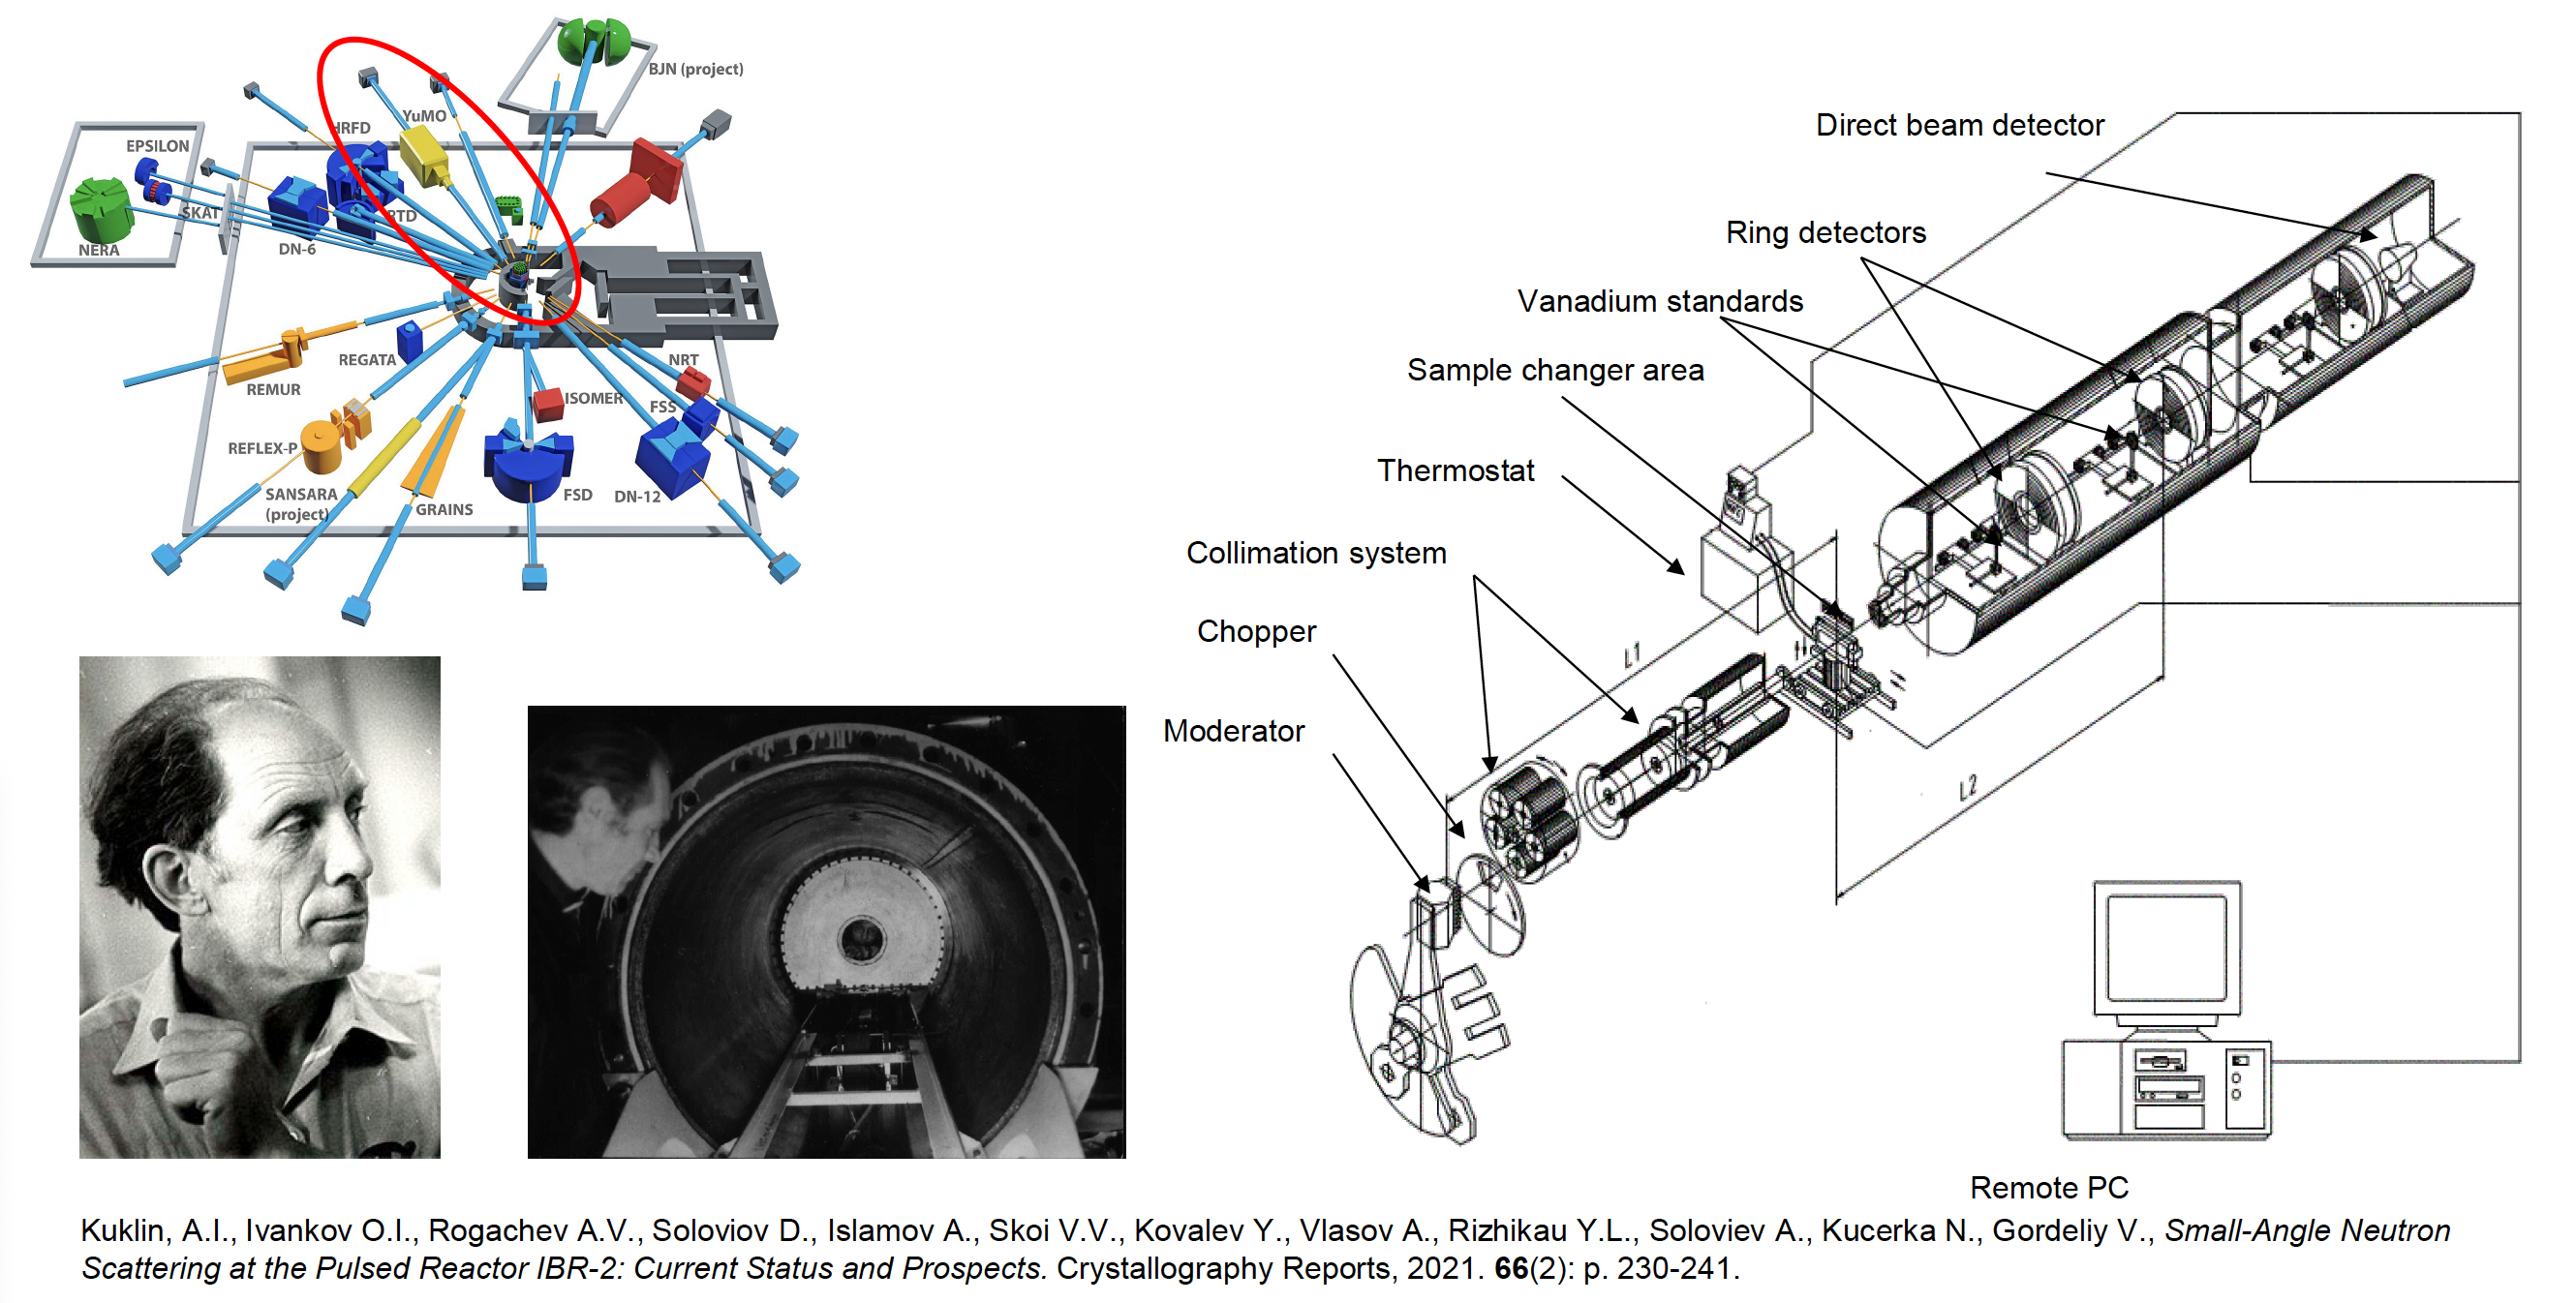 BJN (project)
YuMO
HRFD
EPSILON
SKAT
RTD
NERA
DN-6
REGATA
REMUR
NRT
ISOMER
FSS
REFLEX-P
SANSARA
(project)
GRAINS
FSD
DN-12
Direct beam detector
Ring detectors
Vanadium standards
Sample changer area
Thermostat
Collimation system
Chopper
Moderator
L1
L2
Remote PC
Kuklin, A.I., Ivankov O.I., Rogachev A.V., Soloviov D., Islamov A., Skoi V.V., Kovalev Y., Vlasov A., Rizhikau Y.L., Soloviev A., Kucerka N., Gordeliy V., Small-Angle Neutron
Scattering at the Pulsed Reactor IBR-2: Current Status and Prospects. Crystallography Reports, 2021. 66(2): p. 230-241.